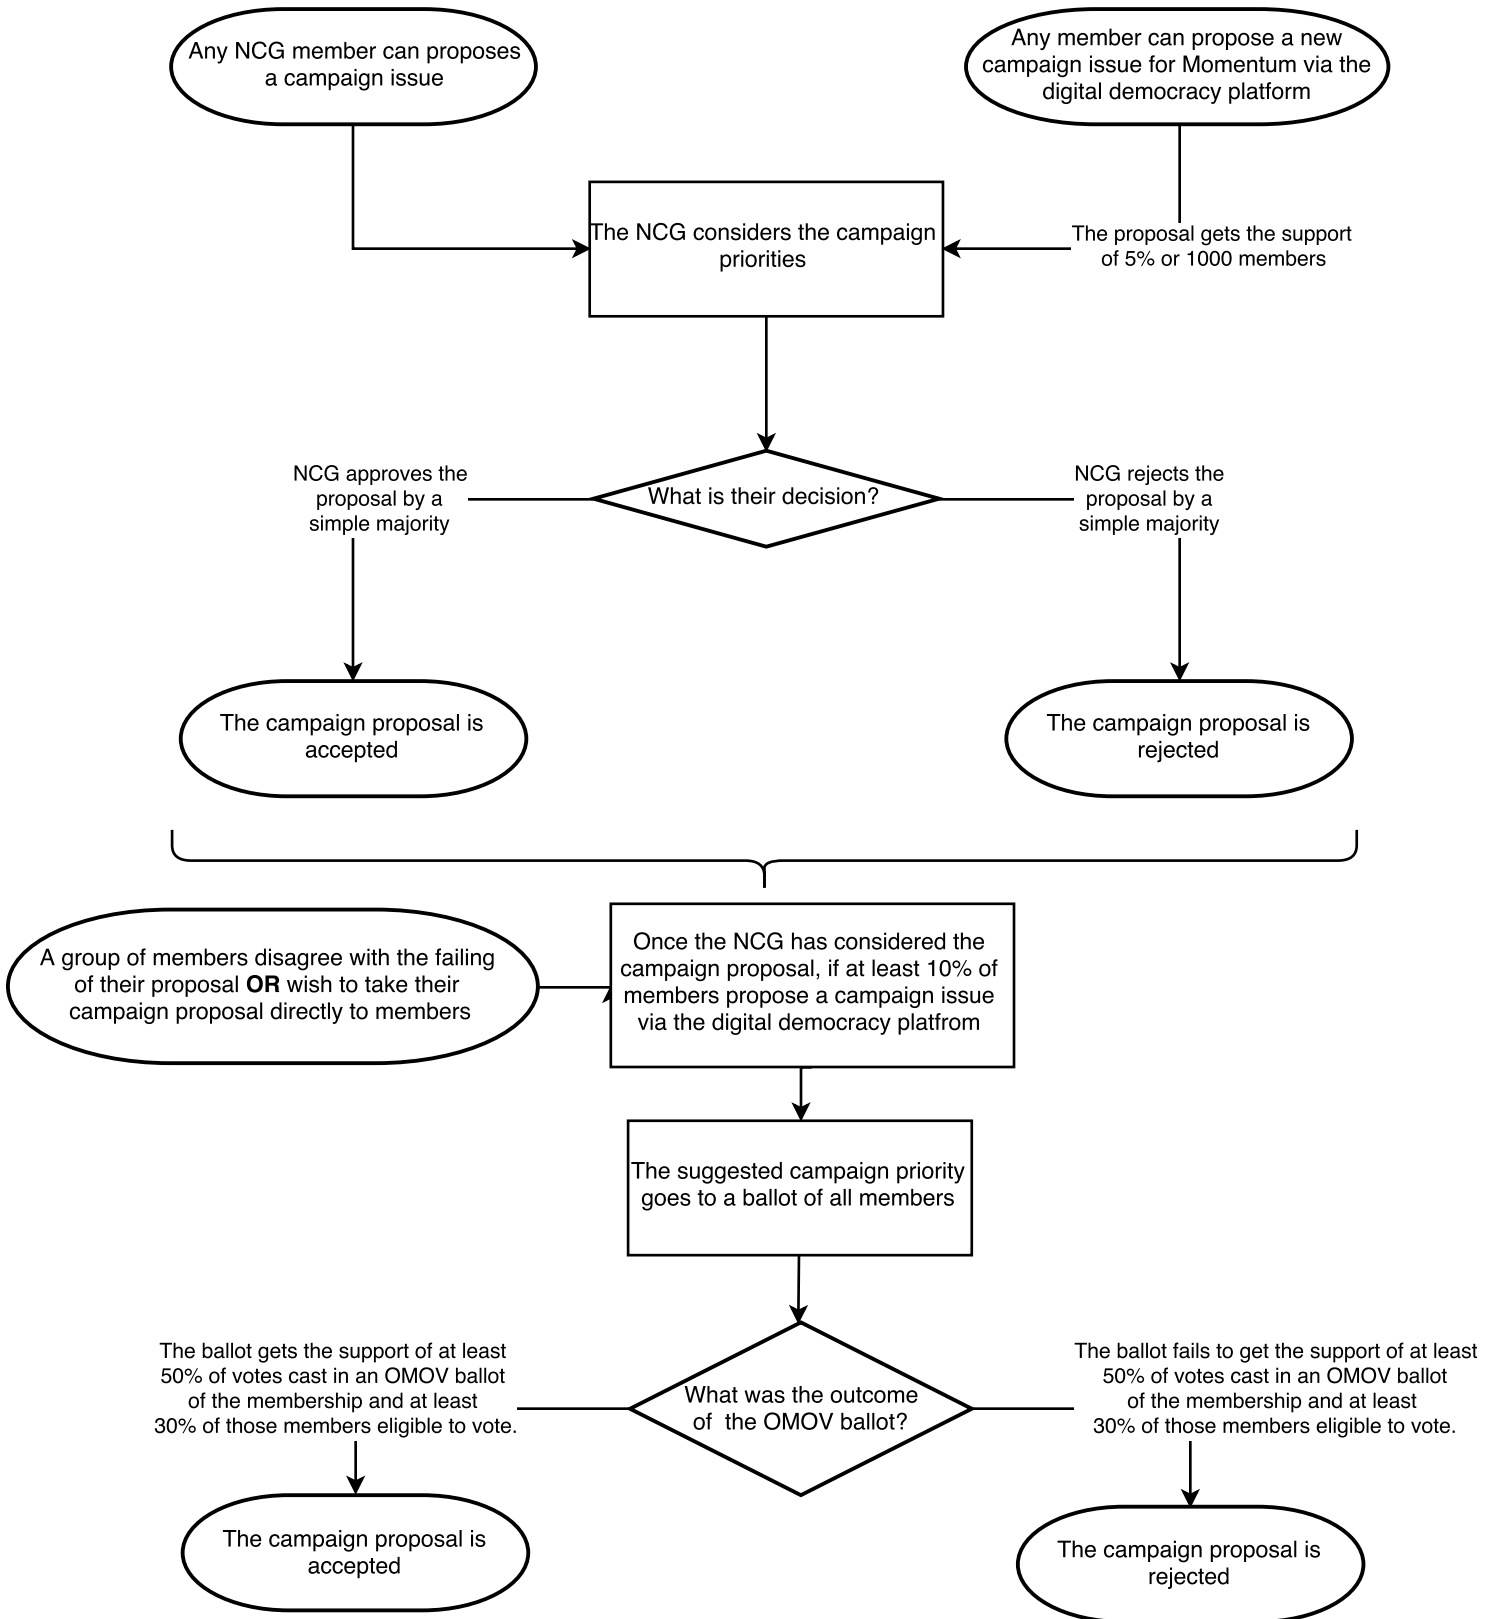 Any NCG member can proposes
a campaign issue
Any member can propose a new
campaign issue for Momentum via the
digital democracy platform
The NCG considers the campaign
priorities
The proposal gets the support
of 5% or 1000 members
NCG approves the
proposal by a
simple majority
What is their decision?
NCG rejects the
proposal by a
simple majority
The campaign proposal is
accepted
The campaign proposal is
rejected
A group of members disagree with the failing
of their proposal OR wish to take their
campaign proposal directly to members
Once the NCG has considered the
campaign proposal, if at least 10% of
members propose a campaign issue
via the digital democracy platfrom
The suggested campaign priority
goes to a ballot of all members
The ballot gets the support of at least
50% of votes cast in an OMOV ballot
of the membership and at least
30% of those members eligible to vote.
What was the outcome
of the OMOV ballot?
The ballot fails to get the support of at least
50% of votes cast in an OMOV ballot
of the membership and at least
30% of those members eligible to vote.
The campaign proposal is
accepted
The campaign proposal is
rejected